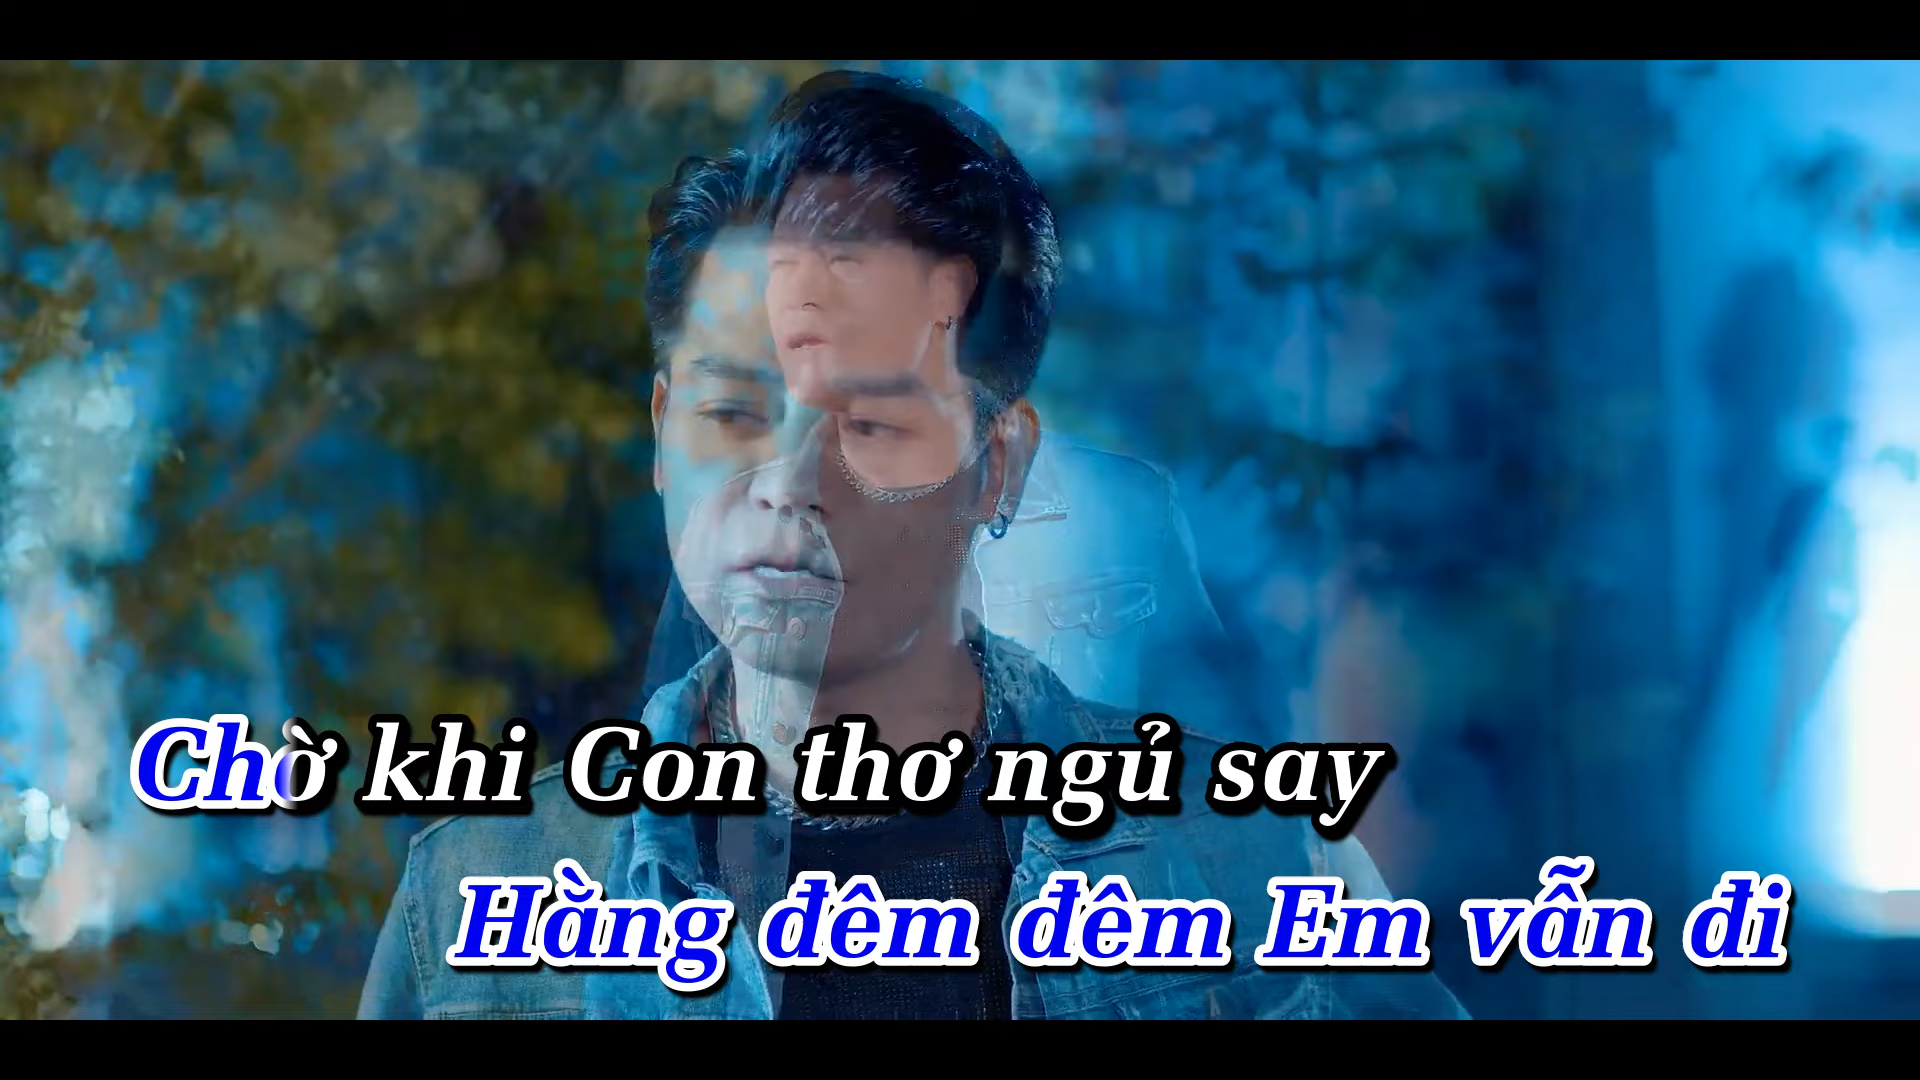 Chờ khi Con thơ ngủ say
Hằng đêm đêm Em vẫn đi